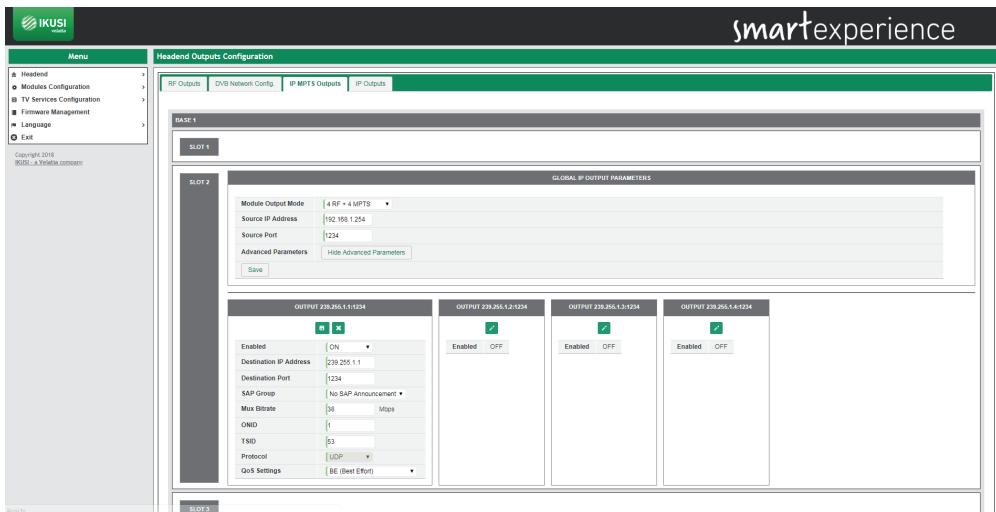 IKUSI
velatia
smartexperience
Menu
Headend
Modules Configuration
TV Services Configuration
Firmware Management
Language
Exit
Copyright 2018
IKUSI - a Velatia company
Headend Outputs Configuration
RF Outputs
DVB Network Config.
IP MPTS Outputs
IP Outputs
BASE 1
SLOT 1
SLOT 2
GLOBAL IP OUTPUT PARAMETERS
Module Output Mode 4 RF + 4 MPTS
Source IP Address 192.168.1.254
Source Port 1234
Advanced Parameters Hide Advanced Parameters
Save
OUTPUT 239.255.1.1:1234
Enabled ON
Destination IP Address 239.255.1.1
Destination Port 1234
SAP Group No SAP Announcement
Mux Bitrate 38 Mbps
ONID 1
TSID 53
Protocol UDP
QoS Settings BE (Best Effort)
OUTPUT 239.255.1.2:1234
Enabled OFF
OUTPUT 239.255.1.3:1234
Enabled OFF
OUTPUT 239.255.1.4:1234
Enabled OFF
SLOT 3